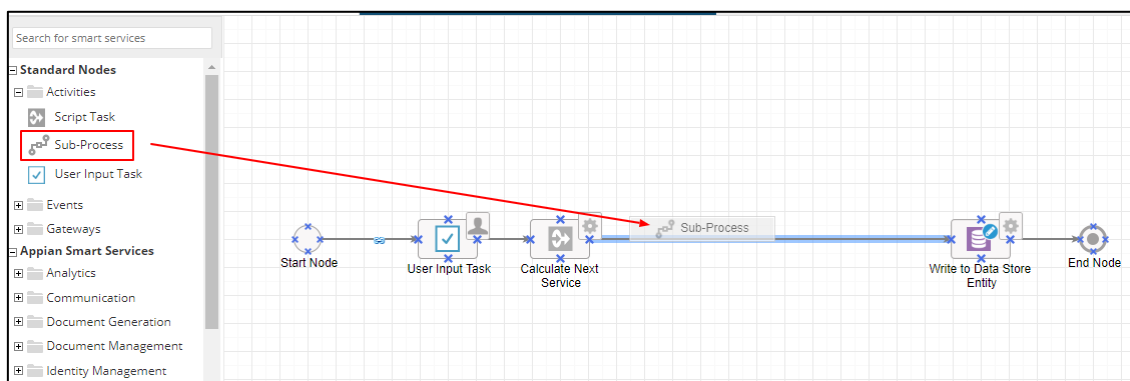 Search for smart services
Standard Nodes
Activities
Script Task
Sub-Process
User Input Task
Events
Gateways
Appian Smart Services
Analytics
Communication
Document Generation
Document Management
Identity Management
Sub-Process
Start Node
User Input Task
Calculate Next
Service
Write to Data Store
Entity
End Node